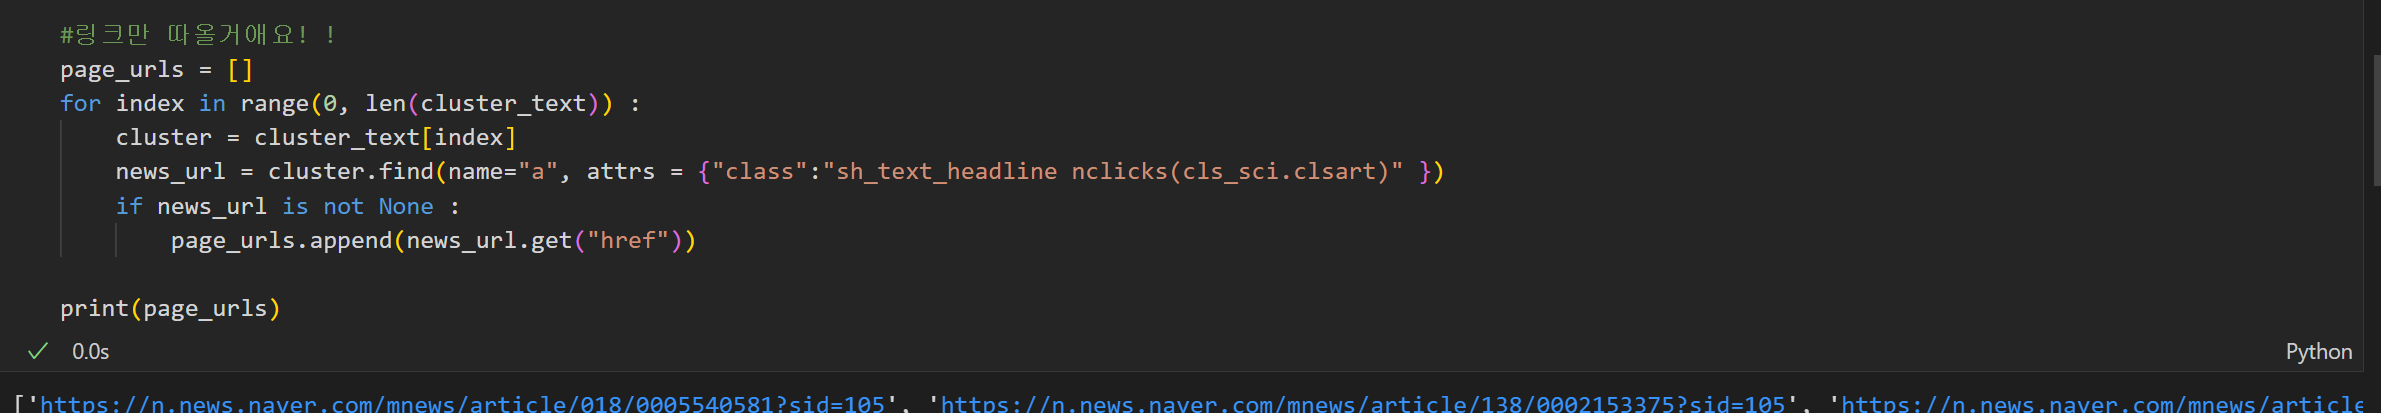 #링크만 따올거애요! !
page_urls = []
for index in range(0, len(cluster_text)) :
cluster = cluster_text[index]
news_url = cluster.find(name="a", attrs = {"class":"sh_text_headline nclicks(cls_sci.clsart)" })
if news_url is not None :
page_urls.append(news_url.get("href"))
print(page_urls)
0.0s
Python
['https://n.news.naver.com/mnews/article/018/0005540581?sid=105', 'https://n.news.naver.com/mnews/article/138/0002153375?sid=105', 'https://n.news.naver.com/mnews/article